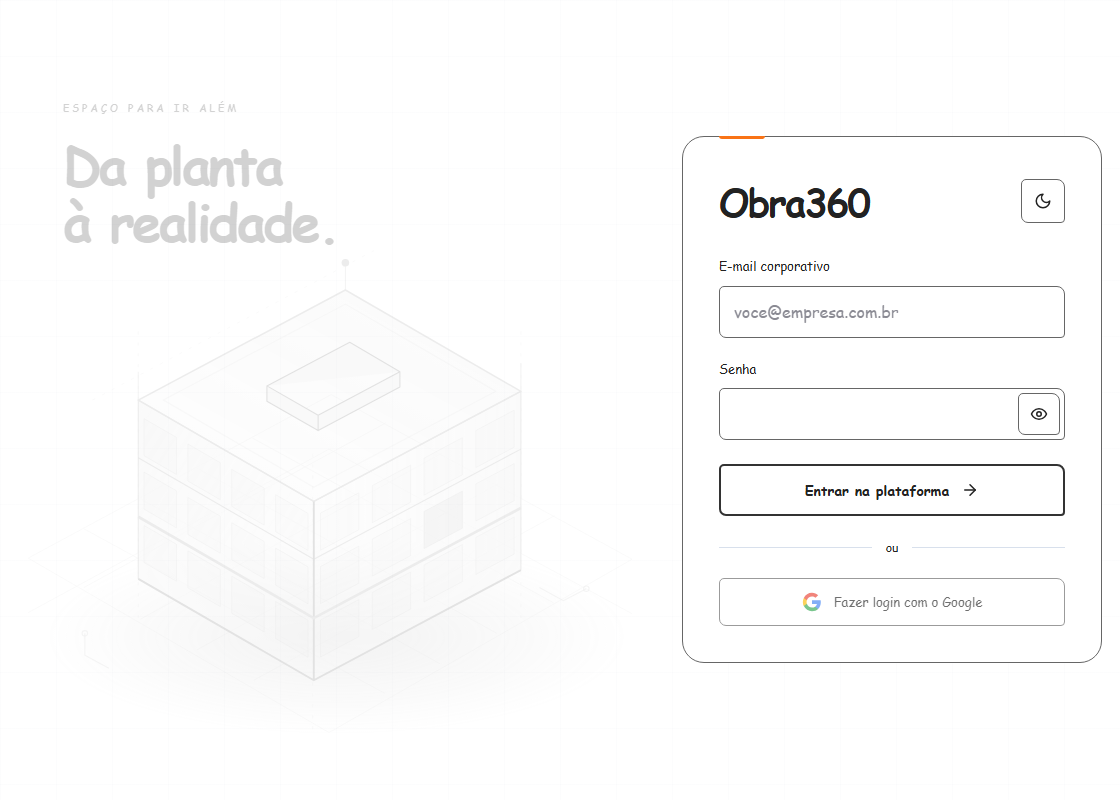 ESPAÇO PARA IR ALÉM
Da planta
à realidade.
Obra360
E-mail corporativo
voce@empresa.com.br
Senha
Entrar na plataforma
ou
Fazer login com o Google